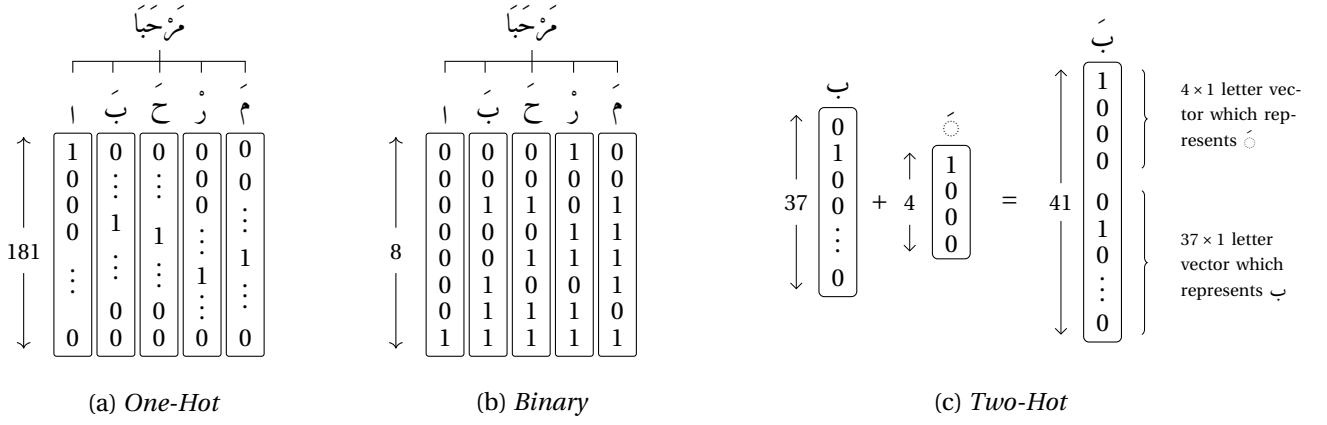 مَرْحَبَا
مَ رْ حَ بَ ا
181
1 0 0 0 ⋮ 0
0 ⋮ 1 ⋮ 0 0
0 ⋮ 1 ⋮ 0 0
0 0 0 ⋮ 1 ⋮ 0
0 0 ⋮ 1 ⋮ 0
(a) One-Hot
مَرْحَبَا
مَ رْ حَ بَ ا
8
0 0 0 1 0
0 0 0 0 0
0 1 1 0 1
0 0 0 1 1
0 0 1 1 1
0 1 0 0 1
0 1 1 1 0
1 1 1 1 1
(b) Binary
ب
37
0
1
0
0
⋮
0
+
◌َ
4
1
0
0
0
=
بَ
41
1
0
0
0
0
1
0
⋮
0
4 × 1 letter vec-
tor which rep-
resents ◌َ
37 × 1 letter
vector which
represents ب
(c) Two-Hot